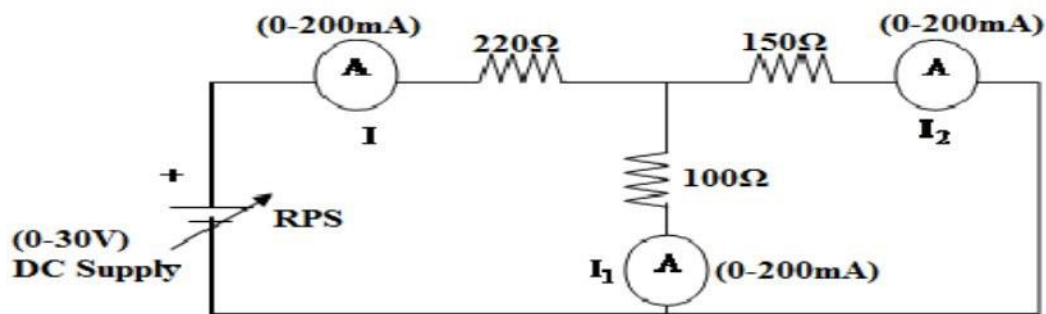 (0-200mA)
220Ω
150Ω
(0-200mA)
A
A
I
I₂
+
100Ω
RPS
(0-30V)
DC Supply
I₁
A
(0-200mA)